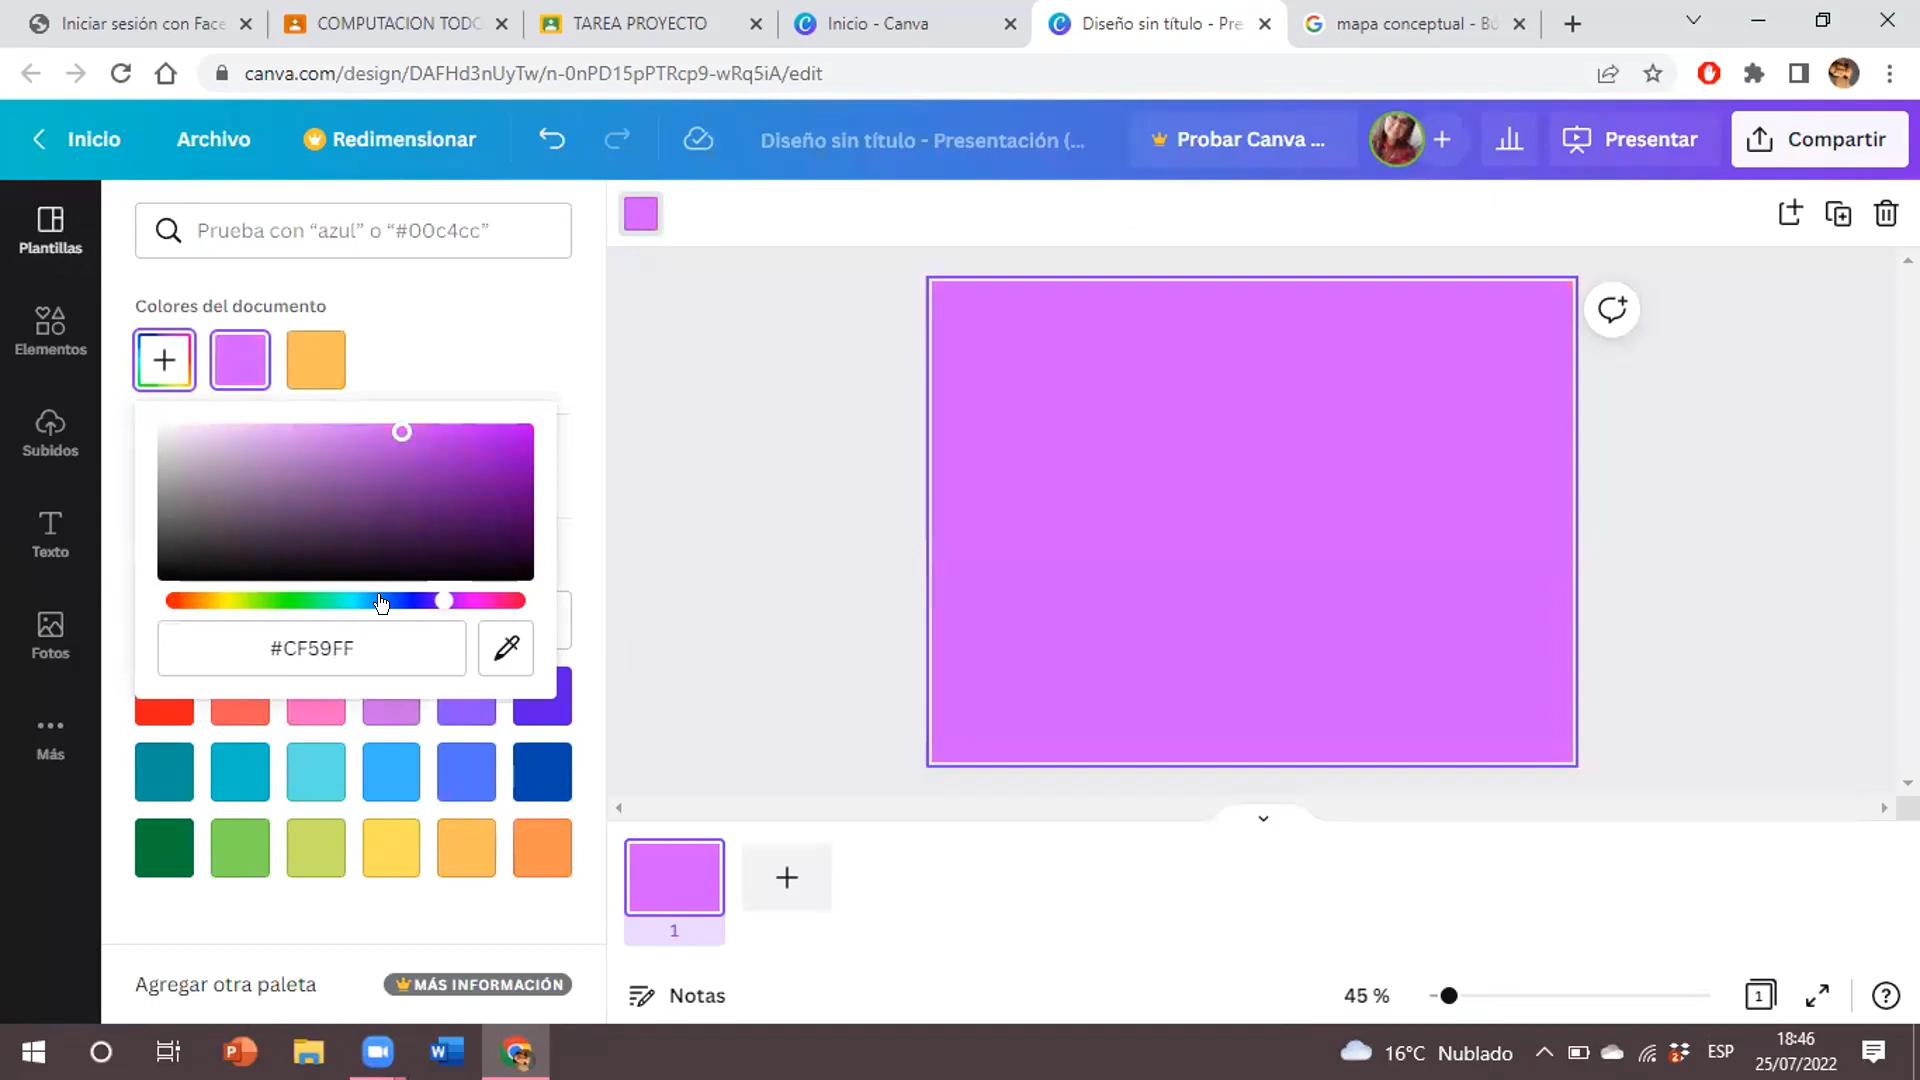 Iniciar sesión con Face
COMPUTACION TODO
TAREA PROYECTO
Inicio - Canva
Diseño sin título - Pre
mapa conceptual - Bú
canva.com/design/DAFHd3nUyTw/n-0nPD15pPTRcp9-wRq5iA/edit
Inicio
Archivo
Redimensionar
Diseño sin título - Presentación (...
Probar Canva ...
Presentar
Compartir
Plantillas
Elementos
Subidos
Texto
Fotos
Más
Prueba con “azul” o “#00c4cc”
Colores del documento
#CF59FF
Agregar otra paleta
MÁS INFORMACIÓN
1
Notas
45 %
1
16°C Nublado
ESP
18:46
25/07/2022